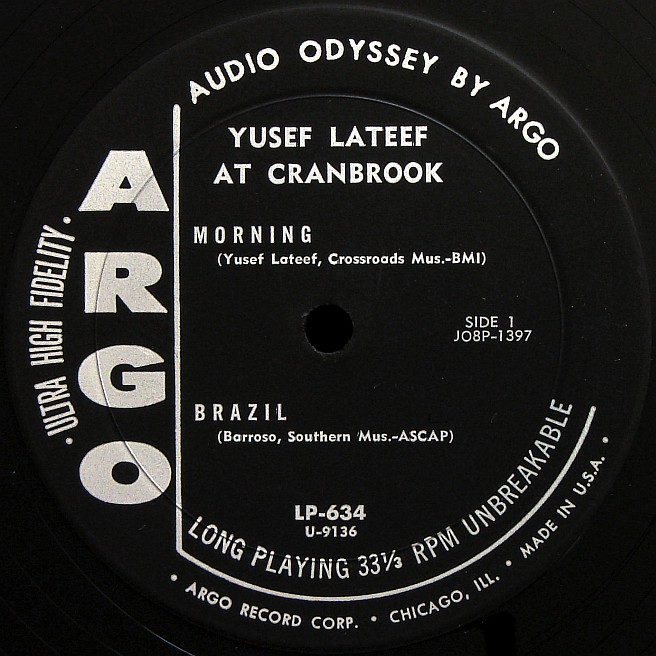 AUDIO ODYSSEY BY ARGO
YUSEF LATEEF
AT CRANBROOK
ARGO
• ULTRA HIGH FIDELITY •
MORNING
(Yusef Lateef, Crossroads Mus.-BMI)
SIDE 1
JO8P-1397
BRAZIL
(Barroso, Southern Mus.-ASCAP)
LP-634
U-9136
LONG PLAYING 33⅓ RPM UNBREAKABLE
• ARGO RECORD CORP. • CHICAGO, ILL. • MADE IN U.S.A. •